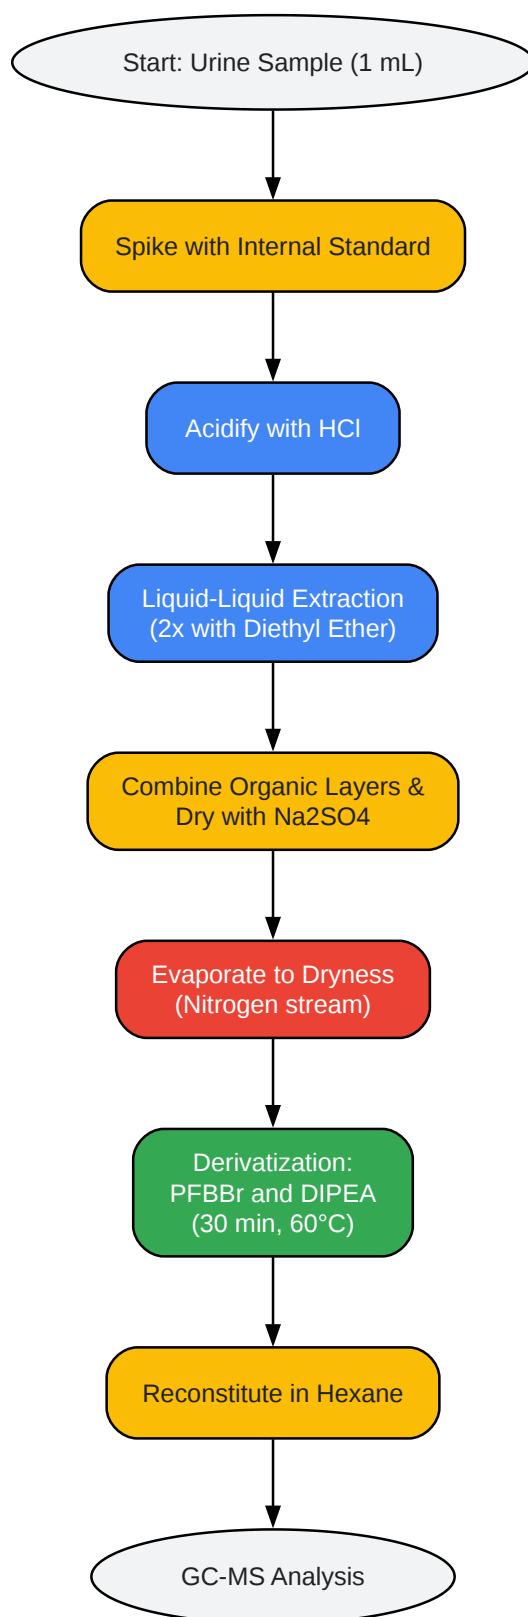 Start: Urine Sample (1 mL)
Spike with Internal Standard
Acidify with HCl
Liquid-Liquid Extraction
(2x with Diethyl Ether)
Combine Organic Layers &
Dry with Na2SO4
Evaporate to Dryness
(Nitrogen stream)
Derivatization:
PFBBr and DIPEA
(30 min, 60°C)
Reconstitute in Hexane
GC-MS Analysis